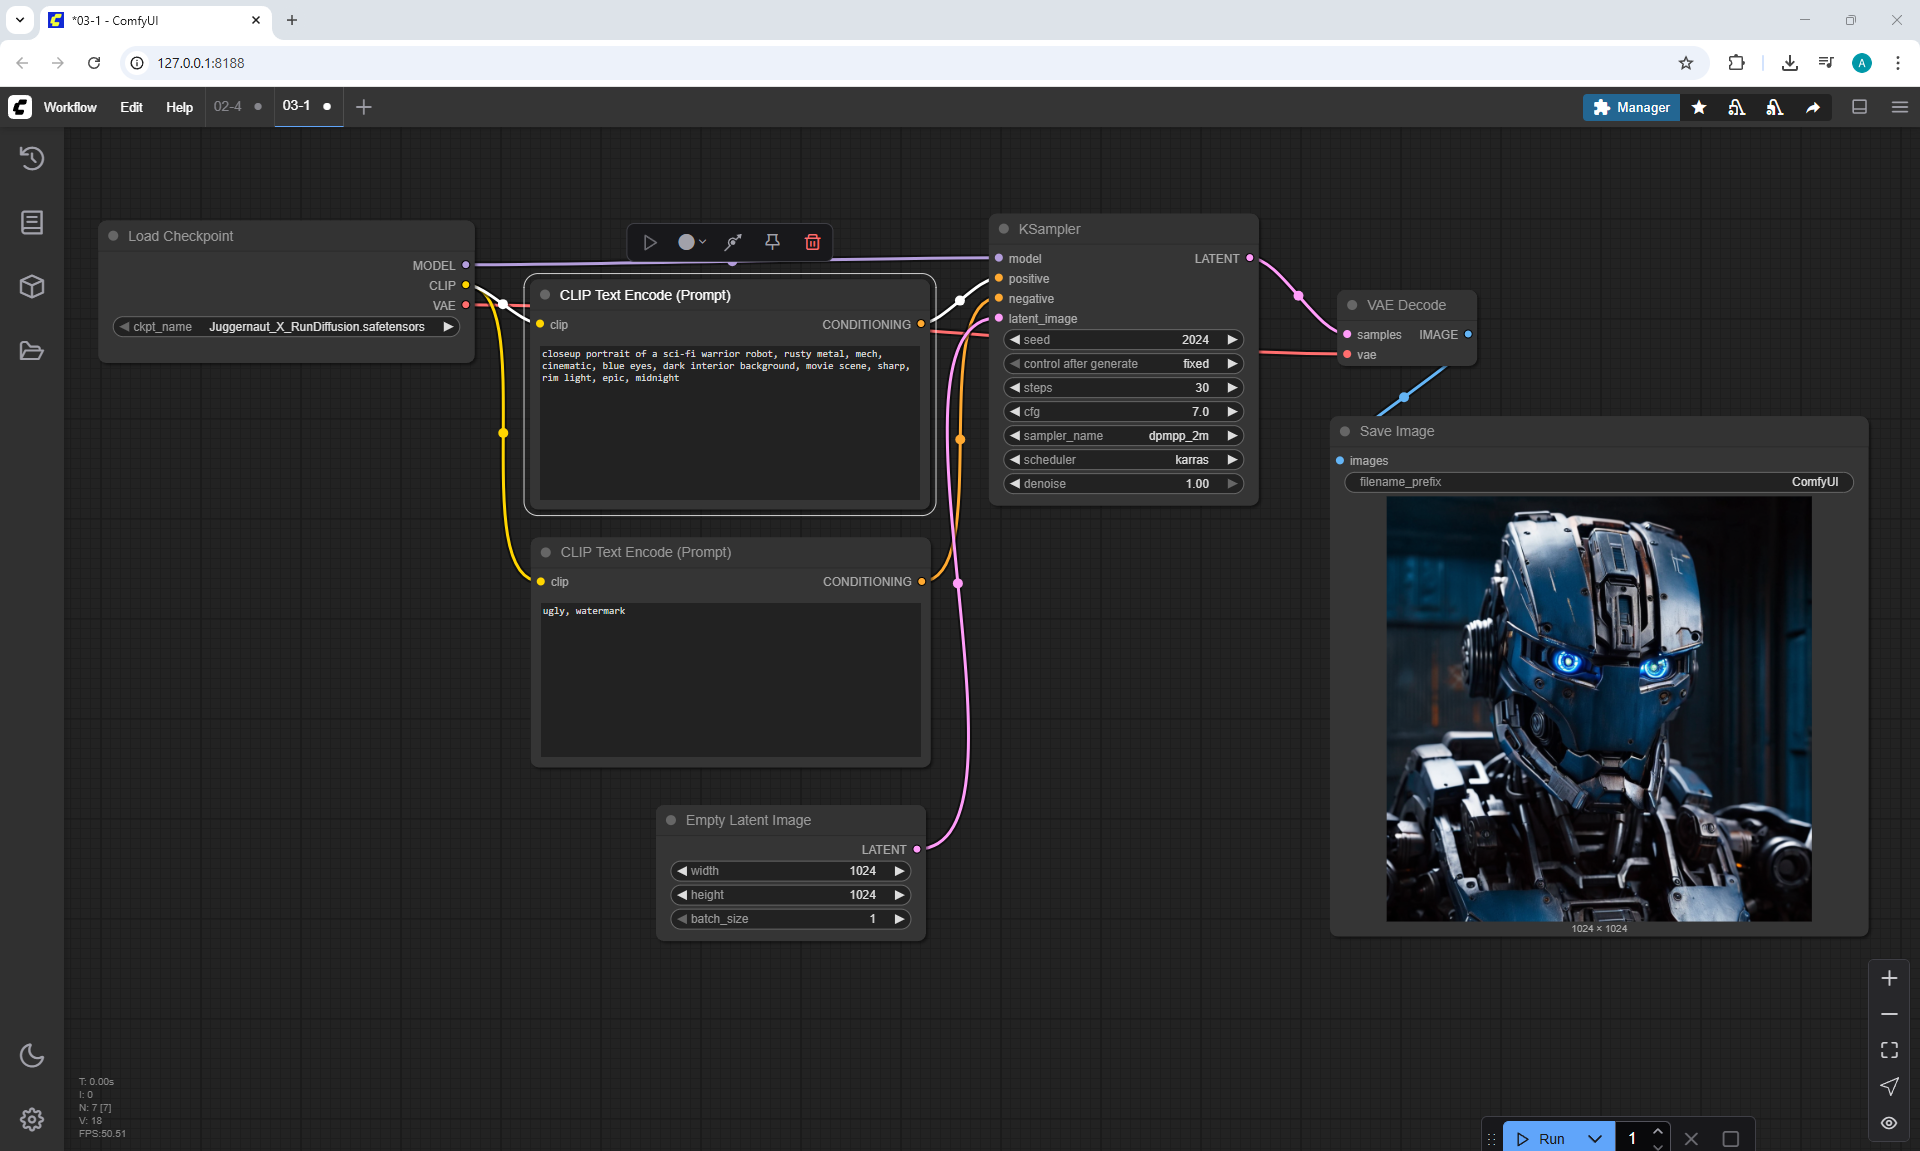 *03-1 - ComfyUI
127.0.0.1:8188
A
Workflow Edit Help 02-4 03-1 Manager
Load Checkpoint
MODEL
CLIP
VAE
ckpt_name Juggernaut_X_RunDiffusion.safetensors
CLIP Text Encode (Prompt)
clip CONDITIONING
closeup portrait of a sci-fi warrior robot, rusty metal, mech,
cinematic, blue eyes, dark interior background, movie scene, sharp,
rim light, epic, midnight
CLIP Text Encode (Prompt)
clip CONDITIONING
ugly, watermark
Empty Latent Image
LATENT
width 1024
height 1024
batch_size 1
KSampler
model LATENT
positive
negative
latent_image
seed 2024
control after generate fixed
steps 30
cfg 7.0
sampler_name dpmpp_2m
scheduler karras
denoise 1.00
VAE Decode
samples IMAGE
vae
Save Image
images
filename_prefix ComfyUI
1024 × 1024
T: 0.00s
I: 0
N: 7 [7]
V: 18
FPS:50.51
Run 1